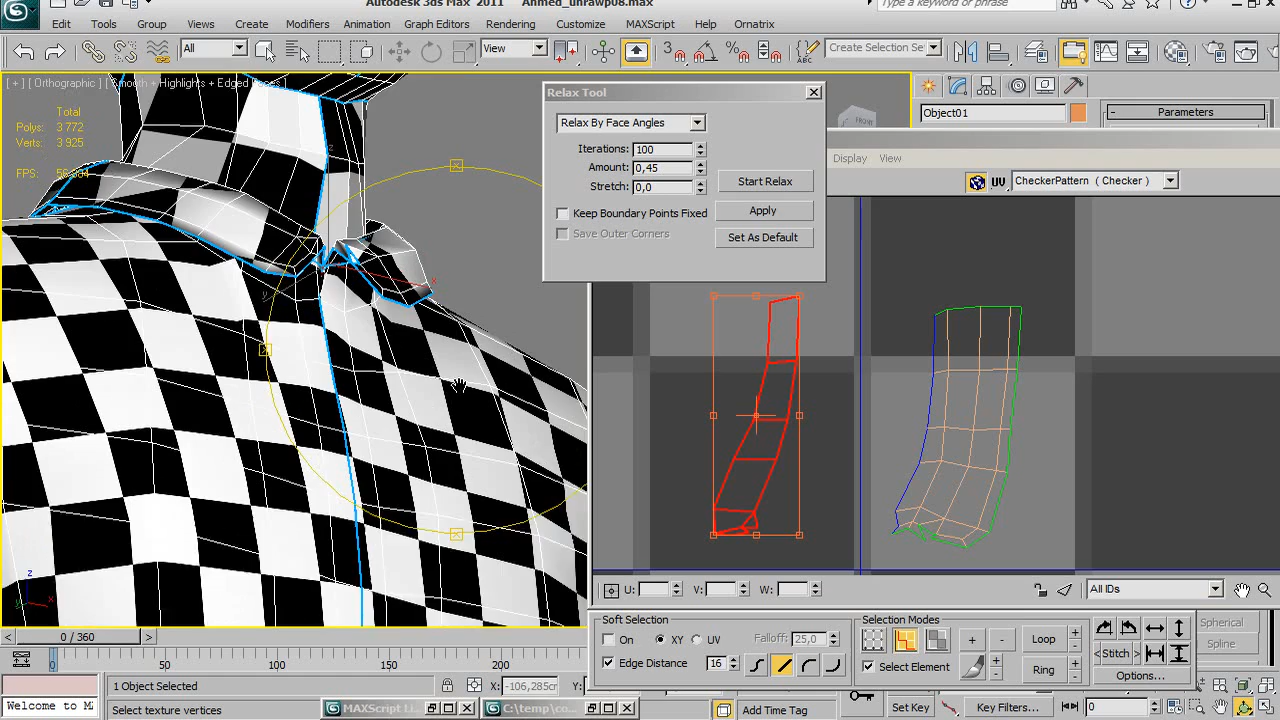 Autodesk 3ds Max 2011 Ahmed_unrawp08.max
Type a keyword or phrase
Edit Tools Group Views Create Modifiers Animation Graph Editors Rendering Customize MAXScript Help Ornatrix
All View 3 Create Selection Se
[ + ] [ Orthographic ] [ Smooth + Highlights + Edged Faces ]
Total
Polys: 3 772
Verts: 3 925
FPS:
Relax Tool
Relax By Face Angles
Iterations: 100
Amount: 0,45
Stretch: 0,0
Start Relax
Apply
Set As Default
Keep Boundary Points Fixed
Save Outer Corners
FRONT
Object01
- Parameters
Display View
UV CheckerPattern ( Checker )
z
x
y
z
x
y
U: V: W: All IDs
Soft Selection
On XY UV Falloff: 25,0
Edge Distance 16
Selection Modes
+ - Loop + -
Select Element + - Ring + -
Stitch
Options...
Spherical
Spline
< 0 / 360 >
0 50 100 150 200
1 Object Selected X: -106,285cm Y:
Welcome to MA
Select texture vertices
MAXScript Li
C:\temp\co
Add Time Tag
Set Key Key Filters... 0